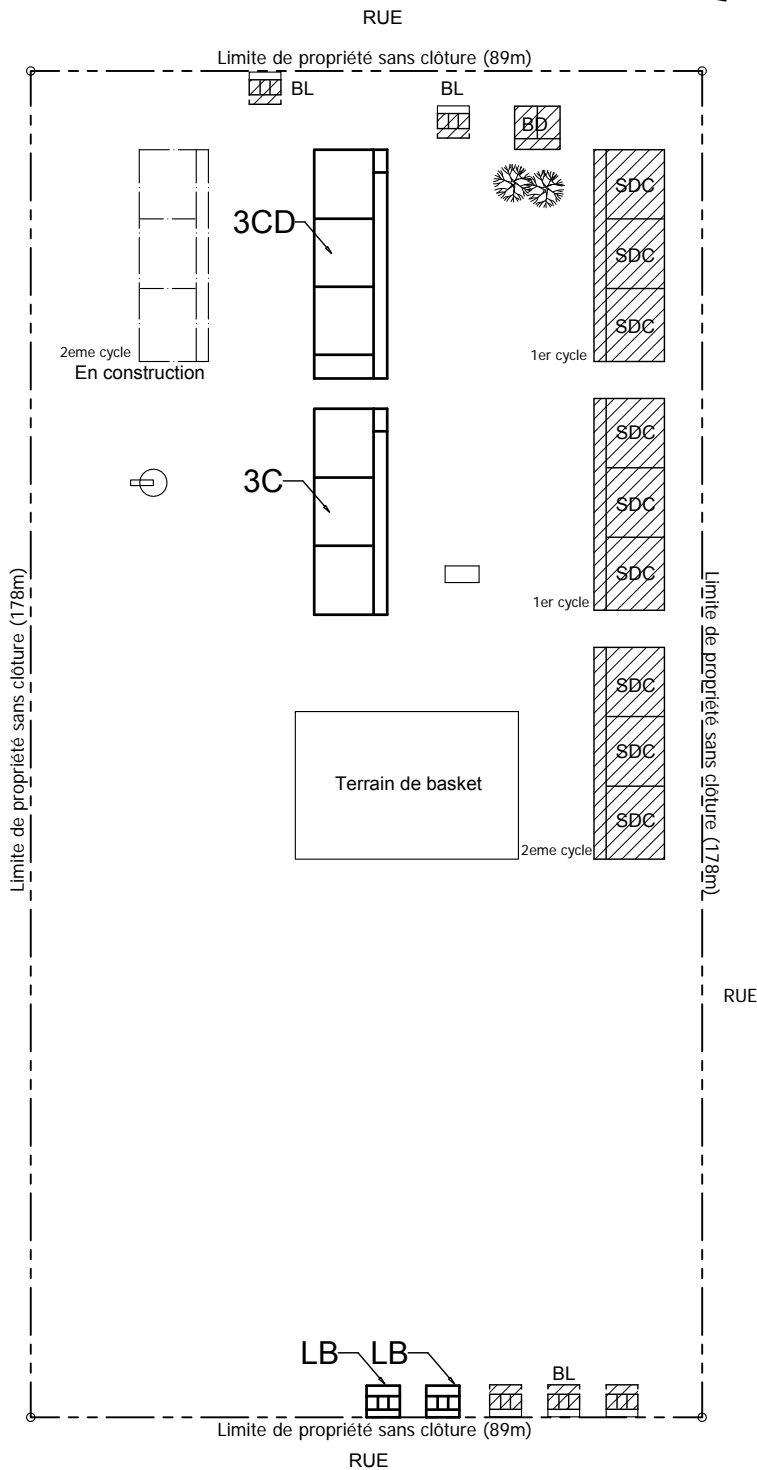 RUE
Limite de propriété sans clôture (89m)
BL
BL
BD
SDC
3CD
SDC
SDC
2eme cycle
En construction
1er cycle
SDC
3C
SDC
SDC
1er cycle
Limite de propriété sans clôture (178m)
Limite de propriété sans clôture (178m)
SDC
SDC
Terrain de basket
SDC
2eme cycle
RUE
LB
LB
BL
Limite de propriété sans clôture (89m)
RUE